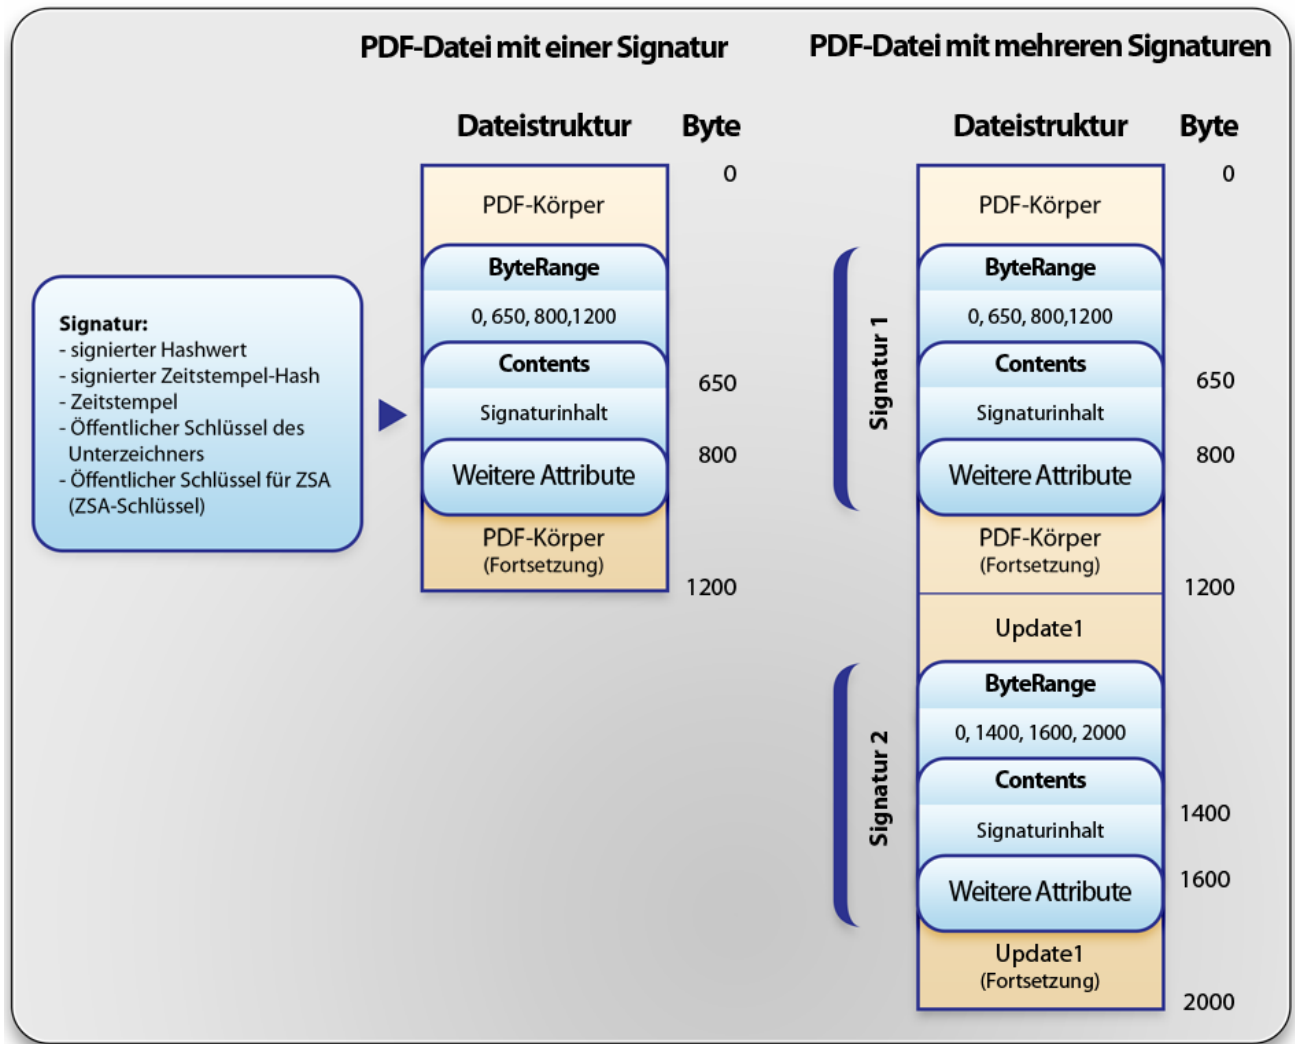 PDF-Datei mit einer Signatur
Dateistruktur
Byte
0
PDF-Körper
ByteRange
0, 650, 800,1200
Contents
650
Signaturinhalt
800
Weitere Attribute
PDF-Körper
(Fortsetzung)
1200
Signatur:
- signierter Hashwert
- signierter Zeitstempel-Hash
- Zeitstempel
- Öffentlicher Schlüssel des
Unterzeichners
- Öffentlicher Schlüssel für ZSA
(ZSA-Schlüssel)
PDF-Datei mit mehreren Signaturen
Dateistruktur
Byte
0
PDF-Körper
Signatur 1
ByteRange
0, 650, 800,1200
Contents
650
Signaturinhalt
800
Weitere Attribute
PDF-Körper
(Fortsetzung)
1200
Update1
Signatur 2
ByteRange
0, 1400, 1600, 2000
Contents
1400
Signaturinhalt
1600
Weitere Attribute
Update1
(Fortsetzung)
2000